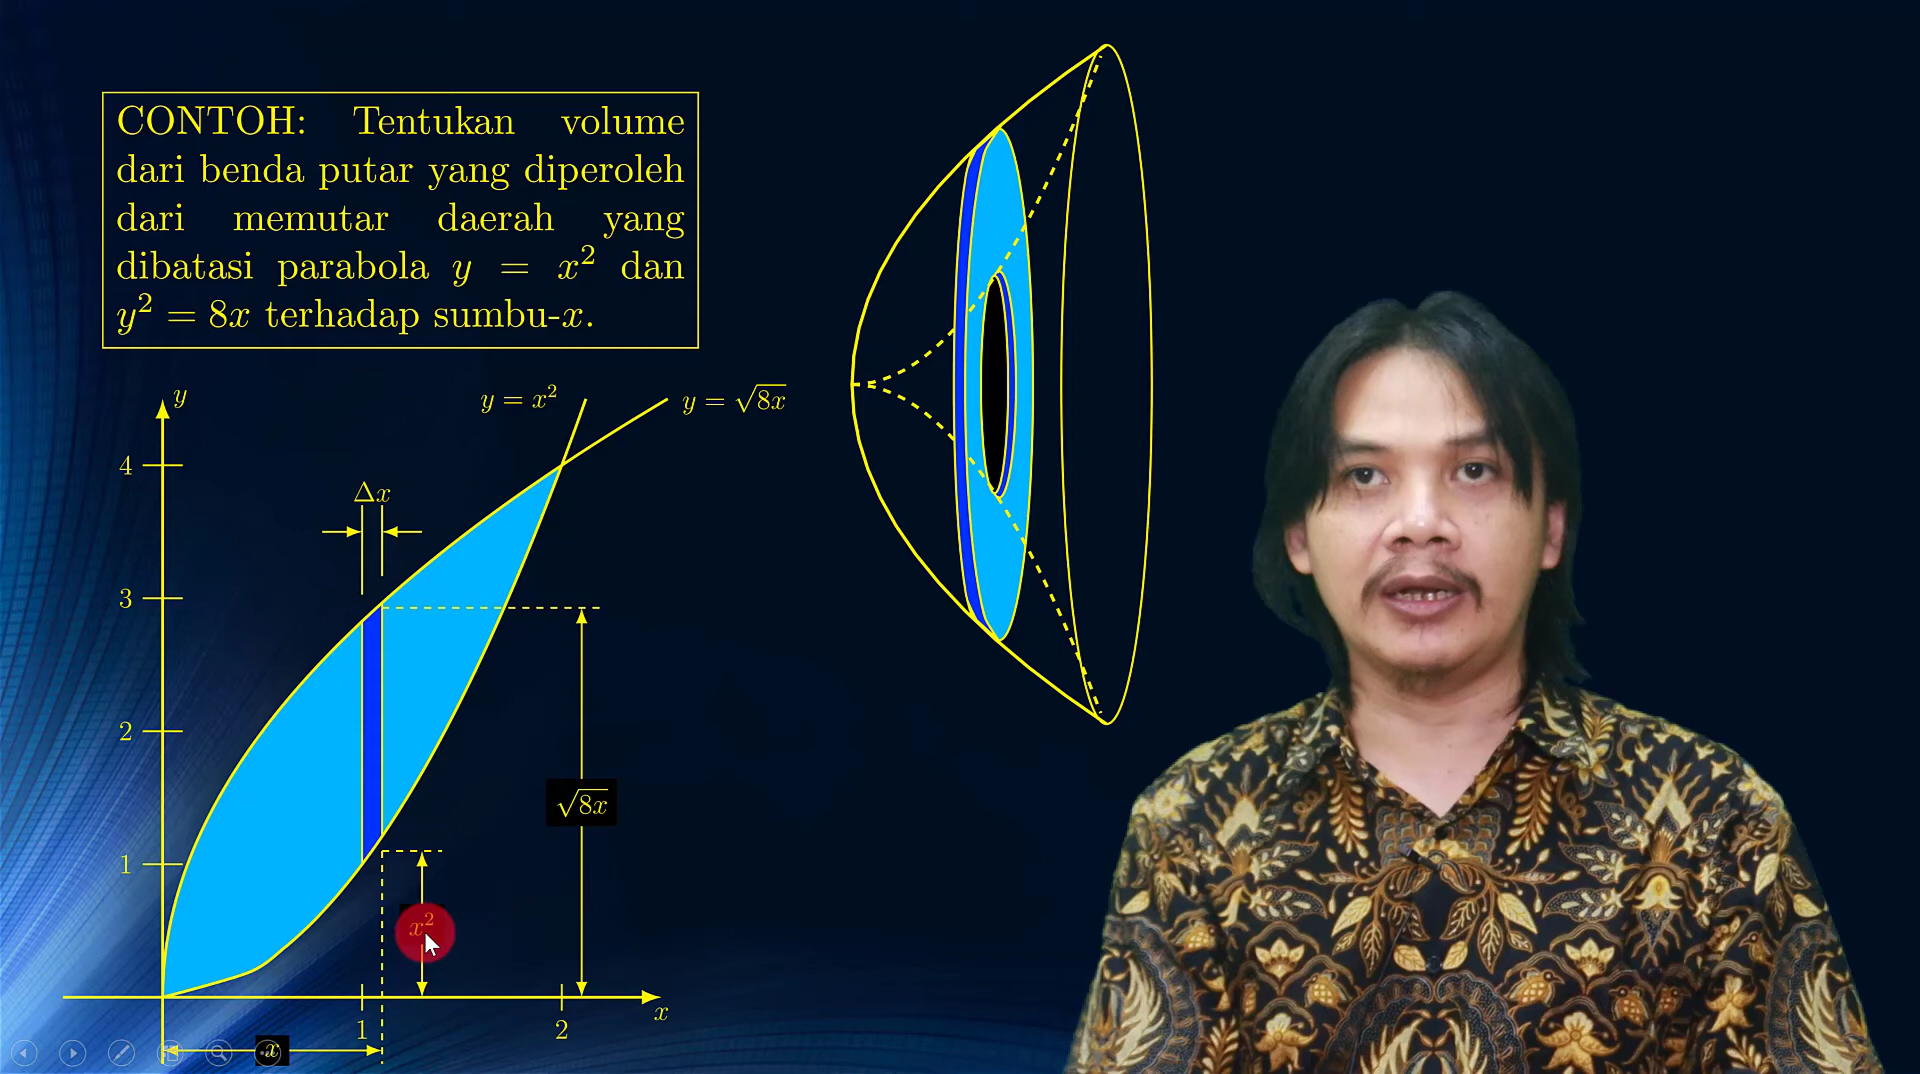 CONTOH: Tentukan volume
dari benda putar yang diperoleh
dari memutar daerah yang
dibatasi parabola y = x² dan
y² = 8x terhadap sumbu-x.
y
y = x²
y = √8x
4
Δx
3
2
√8x
1
x²
x
1
2
x